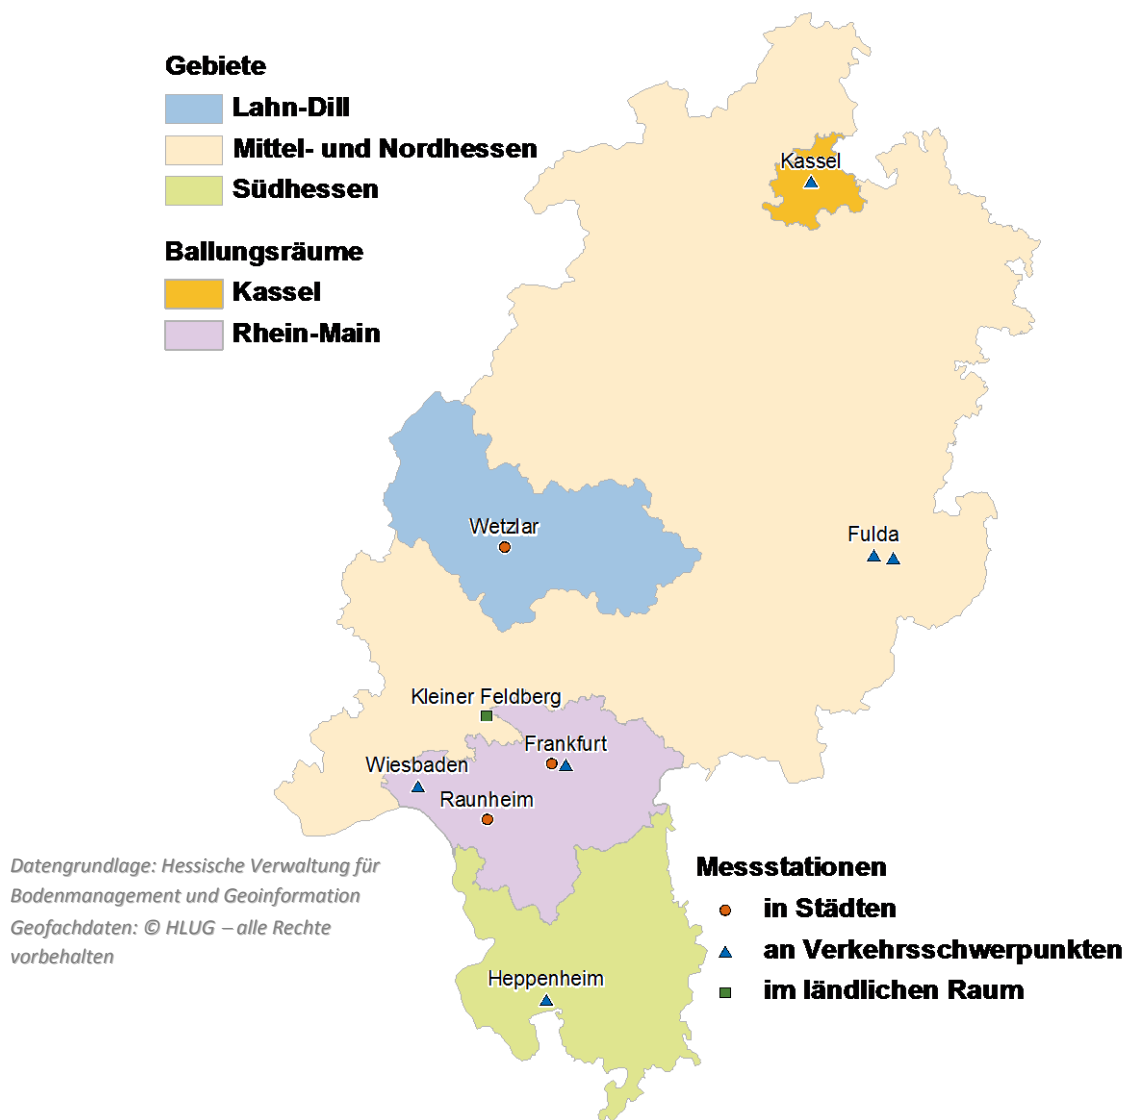 Gebiete
Lahn-Dill
Mittel- und Nordhessen
Südhessen
Ballungsräume
Kassel
Rhein-Main
Kassel
Wetzlar
Fulda
Kleiner Feldberg
Frankfurt
Wiesbaden
Raunheim
Heppenheim
Datengrundlage: Hessische Verwaltung für
Bodenmanagement und Geoinformation
Geofachdaten: © HLUG – alle Rechte
vorbehalten
Messstationen
in Städten
an Verkehrsschwerpunkten
im ländlichen Raum